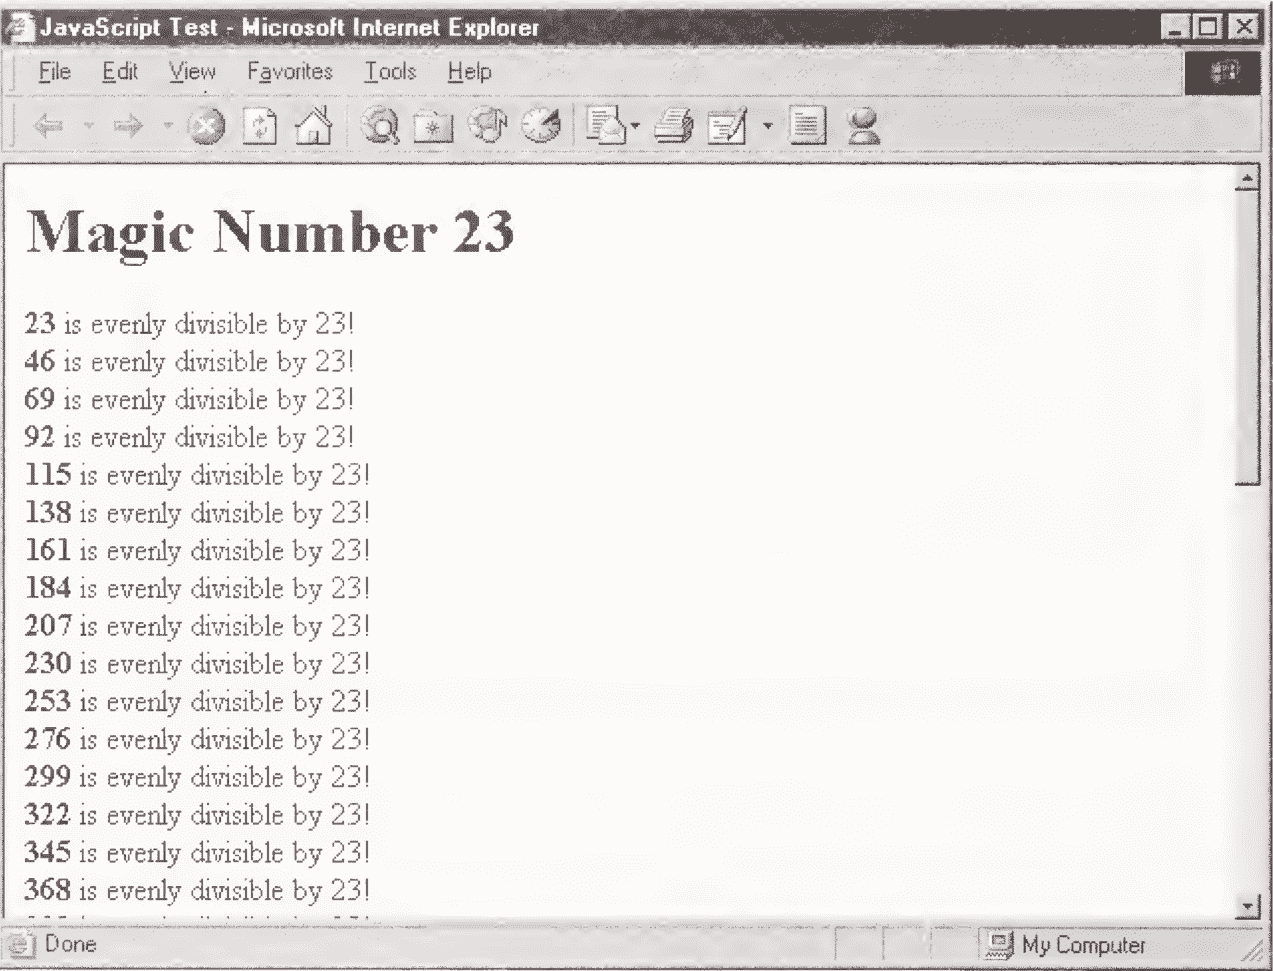 JavaScript Test - Microsoft Internet Explorer
File Edit View Favorites Tools Help
Magic Number 23
23 is evenly divisible by 23!
46 is evenly divisible by 23!
69 is evenly divisible by 23!
92 is evenly divisible by 23!
115 is evenly divisible by 23!
138 is evenly divisible by 23!
161 is evenly divisible by 23!
184 is evenly divisible by 23!
207 is evenly divisible by 23!
230 is evenly divisible by 23!
253 is evenly divisible by 23!
276 is evenly divisible by 23!
299 is evenly divisible by 23!
322 is evenly divisible by 23!
345 is evenly divisible by 23!
368 is evenly divisible by 23!
Done My Computer